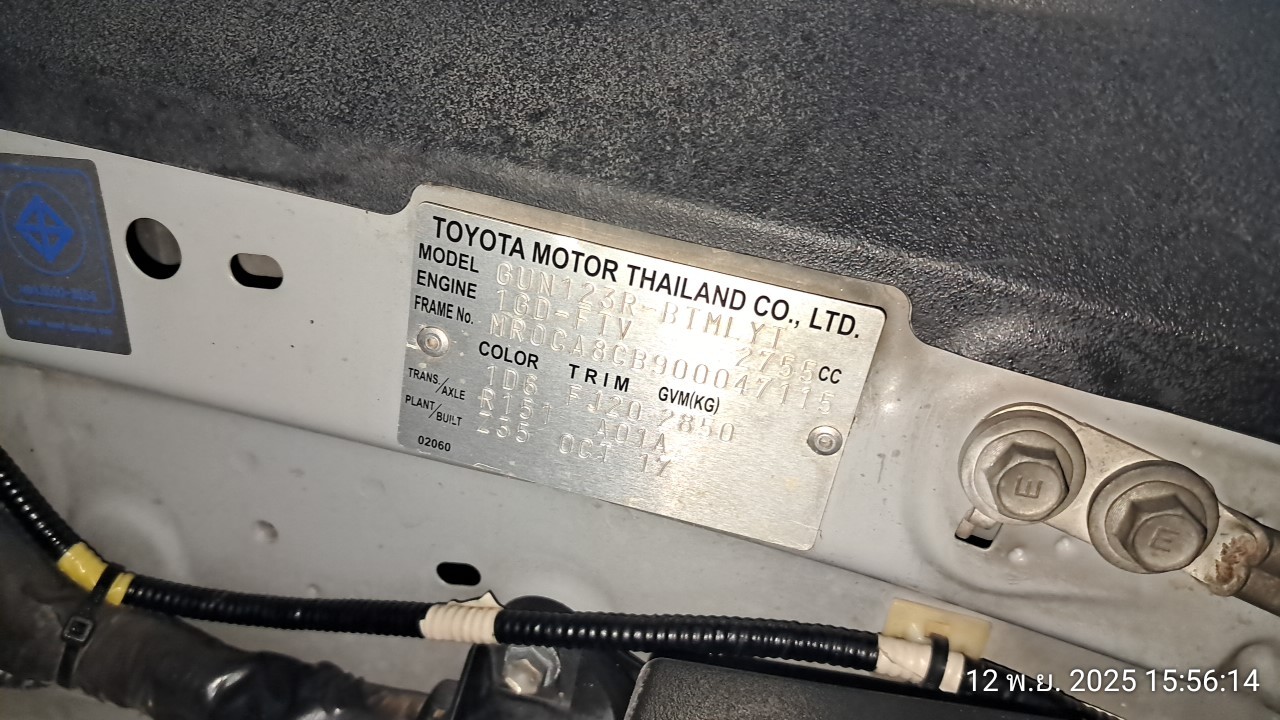 TOYOTA MOTOR THAILAND CO., LTD.
MODEL GUN123R-BTMLYT
ENGINE 1GD-FTV 2755CC
FRAME No. MR0CA8CB900047115
COLOR TRIM GVM(KG)
1D6 FJ20 2850
TRANS/AXLE R151 A01A
PLANT/BUILT OCT 17
02060
E
E
12 พ.ย. 2025 15:56:14